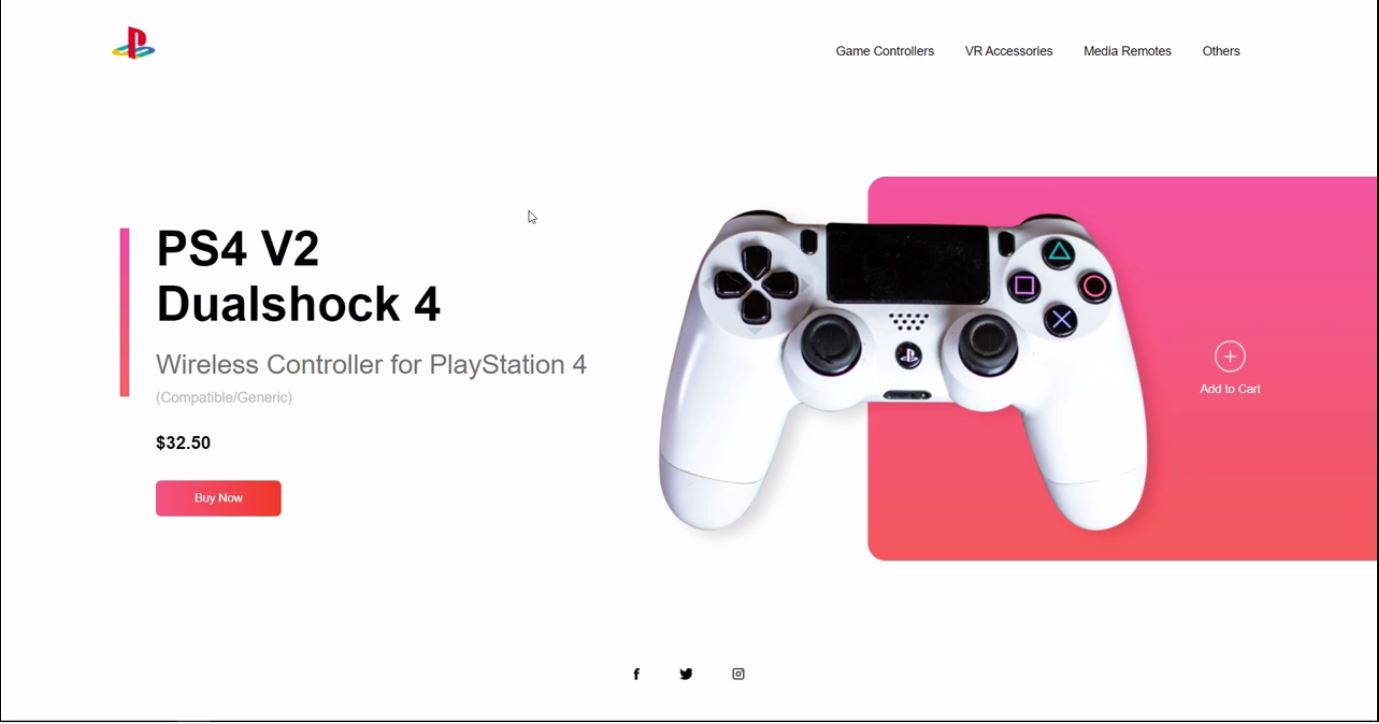 Game Controllers VR Accessories Media Remotes Others
PS4 V2
Dualshock 4
Wireless Controller for PlayStation 4
(Compatible/Generic)
$32.50
Buy Now
Add to Cart